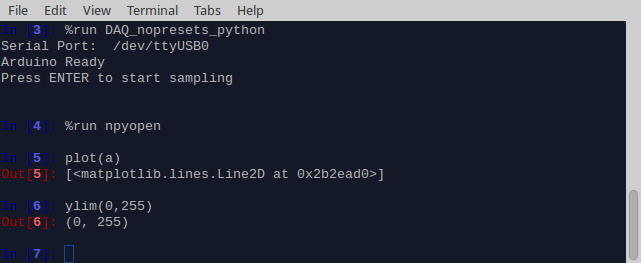 File Edit View Terminal Tabs Help
In [3]: %run DAQ_nopresets_python
Serial Port:  /dev/ttyUSB0
Arduino Ready
Press ENTER to start sampling
In [4]: %run npyopen
In [5]: plot(a)
Out[5]: [<matplotlib.lines.Line2D at 0x2b2ead0>]
In [6]: ylim(0,255)
Out[6]: (0, 255)
In [7]: